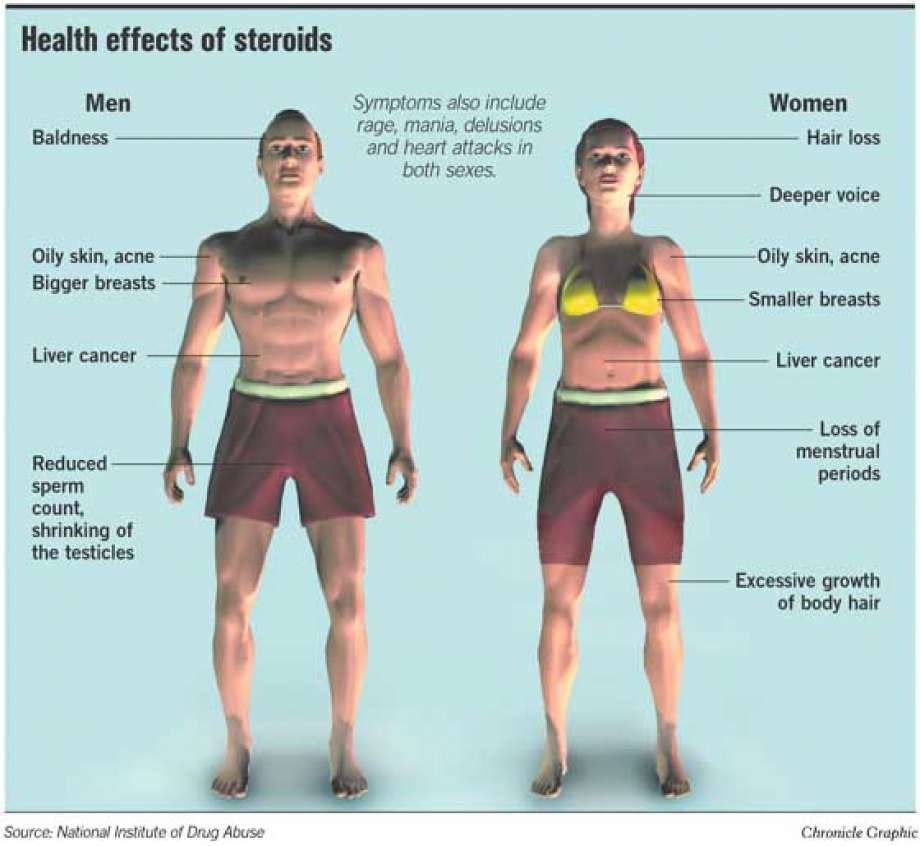 Health effects of steroids
Men
Baldness
Oily skin, acne
Bigger breasts
Liver cancer
Reduced
sperm
count,
shrinking of
the testicles
Symptoms also include
rage, mania, delusions
and heart attacks in
both sexes.
Women
Hair loss
Deeper voice
Oily skin, acne
Smaller breasts
Liver cancer
Loss of
menstrual
periods
Excessive growth
of body hair
Source: National Institute of Drug Abuse
Chronicle Graphic